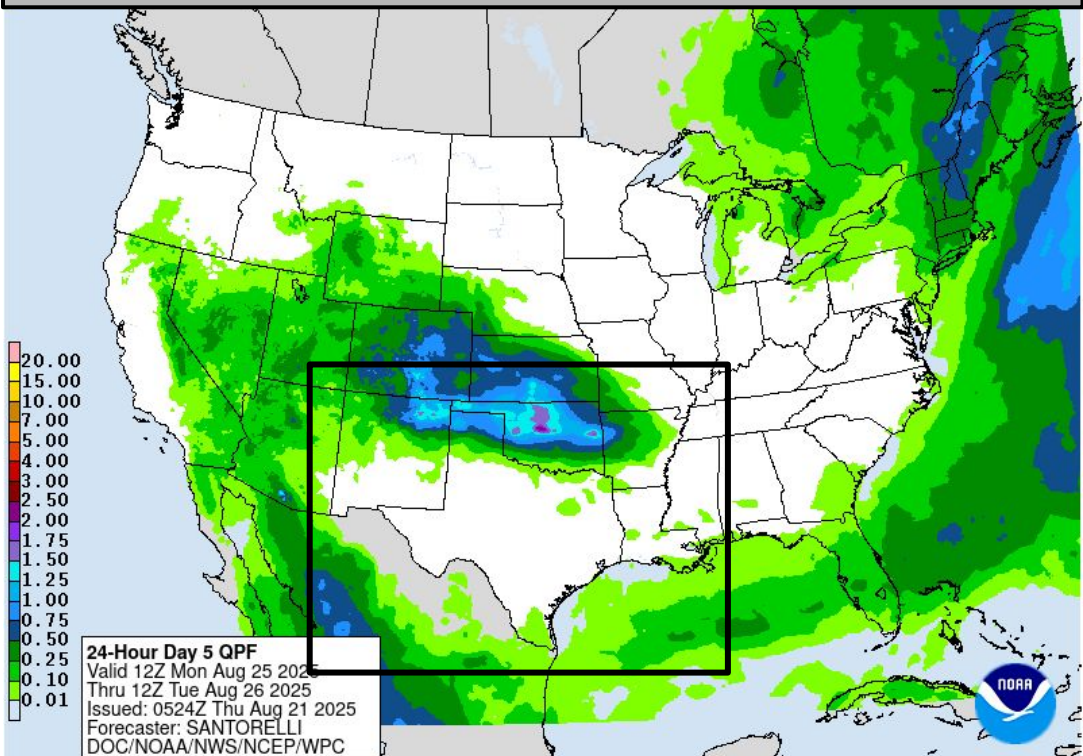 20.00
15.00
10.00
7.00
5.00
4.00
3.00
2.50
2.00
1.75
1.50
1.25
1.00
0.75
0.50
0.25
0.10
0.01
24-Hour Day 5 QPF
Valid 12Z Mon Aug 25 2025
Thru 12Z Tue Aug 26 2025
Issued: 0524Z Thu Aug 21 2025
Forecaster: SANTORELLI
DOC/NOAA/NWS/NCEP/WPC
NOAA